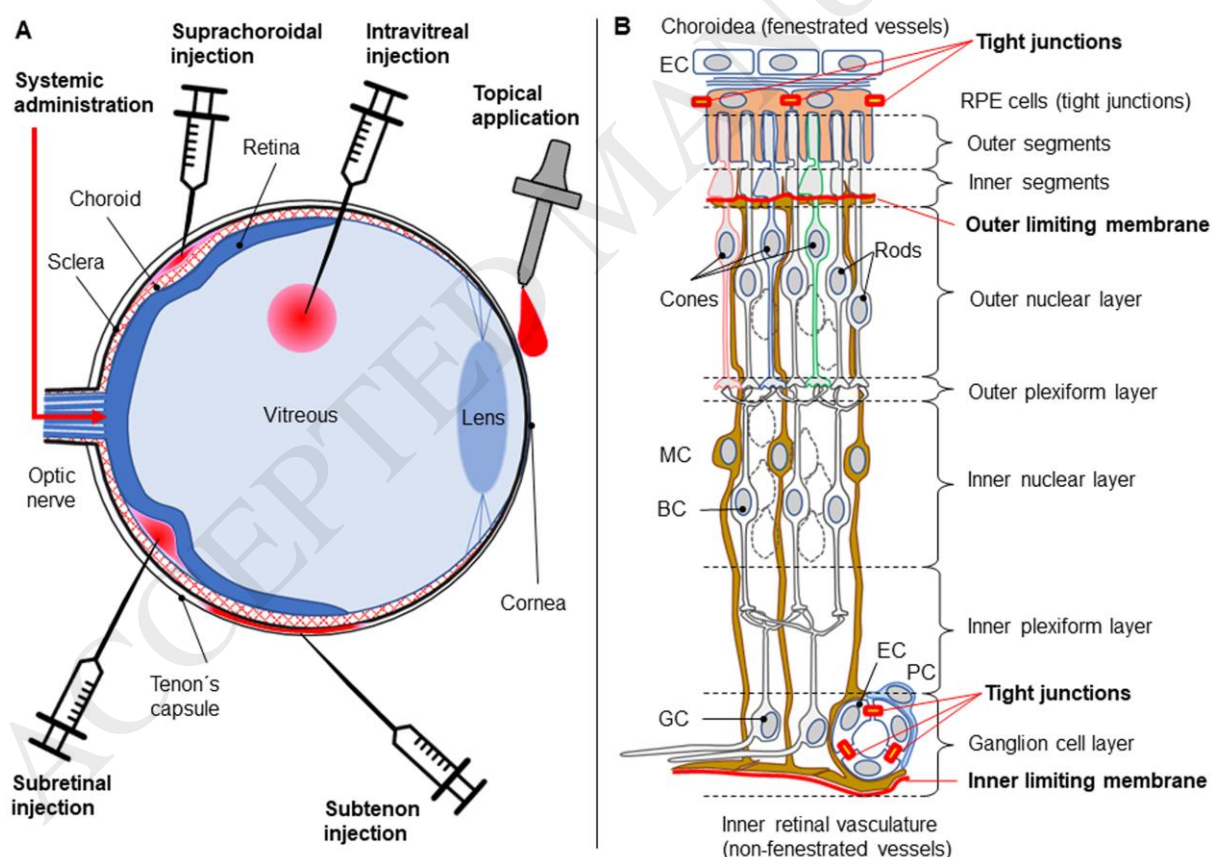 A
Suprachoroidal
injection
Intravitreal
injection
Systemic
administration
Topical
application
Retina
Choroid
Sclera
Vitreous
Lens
Optic
nerve
Cornea
Tenon´s
capsule
Subretinal
injection
Subtenon
injection
B
Choroidea (fenestrated vessels)
Tight junctions
EC
RPE cells (tight junctions)
Outer segments
Inner segments
Outer limiting membrane
Rods
Cones
Outer nuclear layer
Outer plexiform layer
MC
Inner nuclear layer
BC
Inner plexiform layer
EC
PC
Tight junctions
GC
Ganglion cell layer
Inner limiting membrane
Inner retinal vasculature
(non-fenestrated vessels)
ACCEPTED MAN